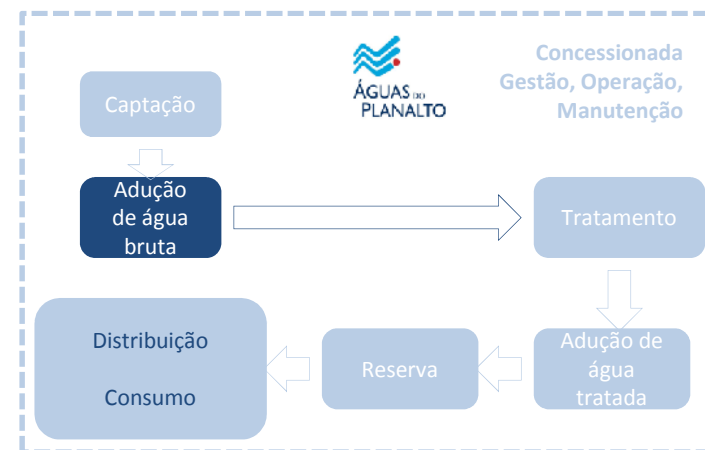 Concessionada
Gestão, Operação,
Manutenção
ÁGUAS DO
PLANALTO
Captação
Adução
de água
bruta
Tratamento
Adução de
água
tratada
Reserva
Distribuição
Consumo